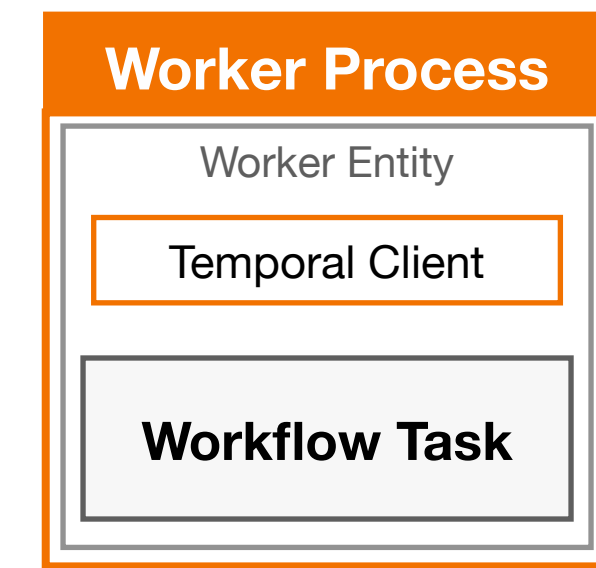 Worker Process
Worker Entity
Temporal Client
Workflow Task